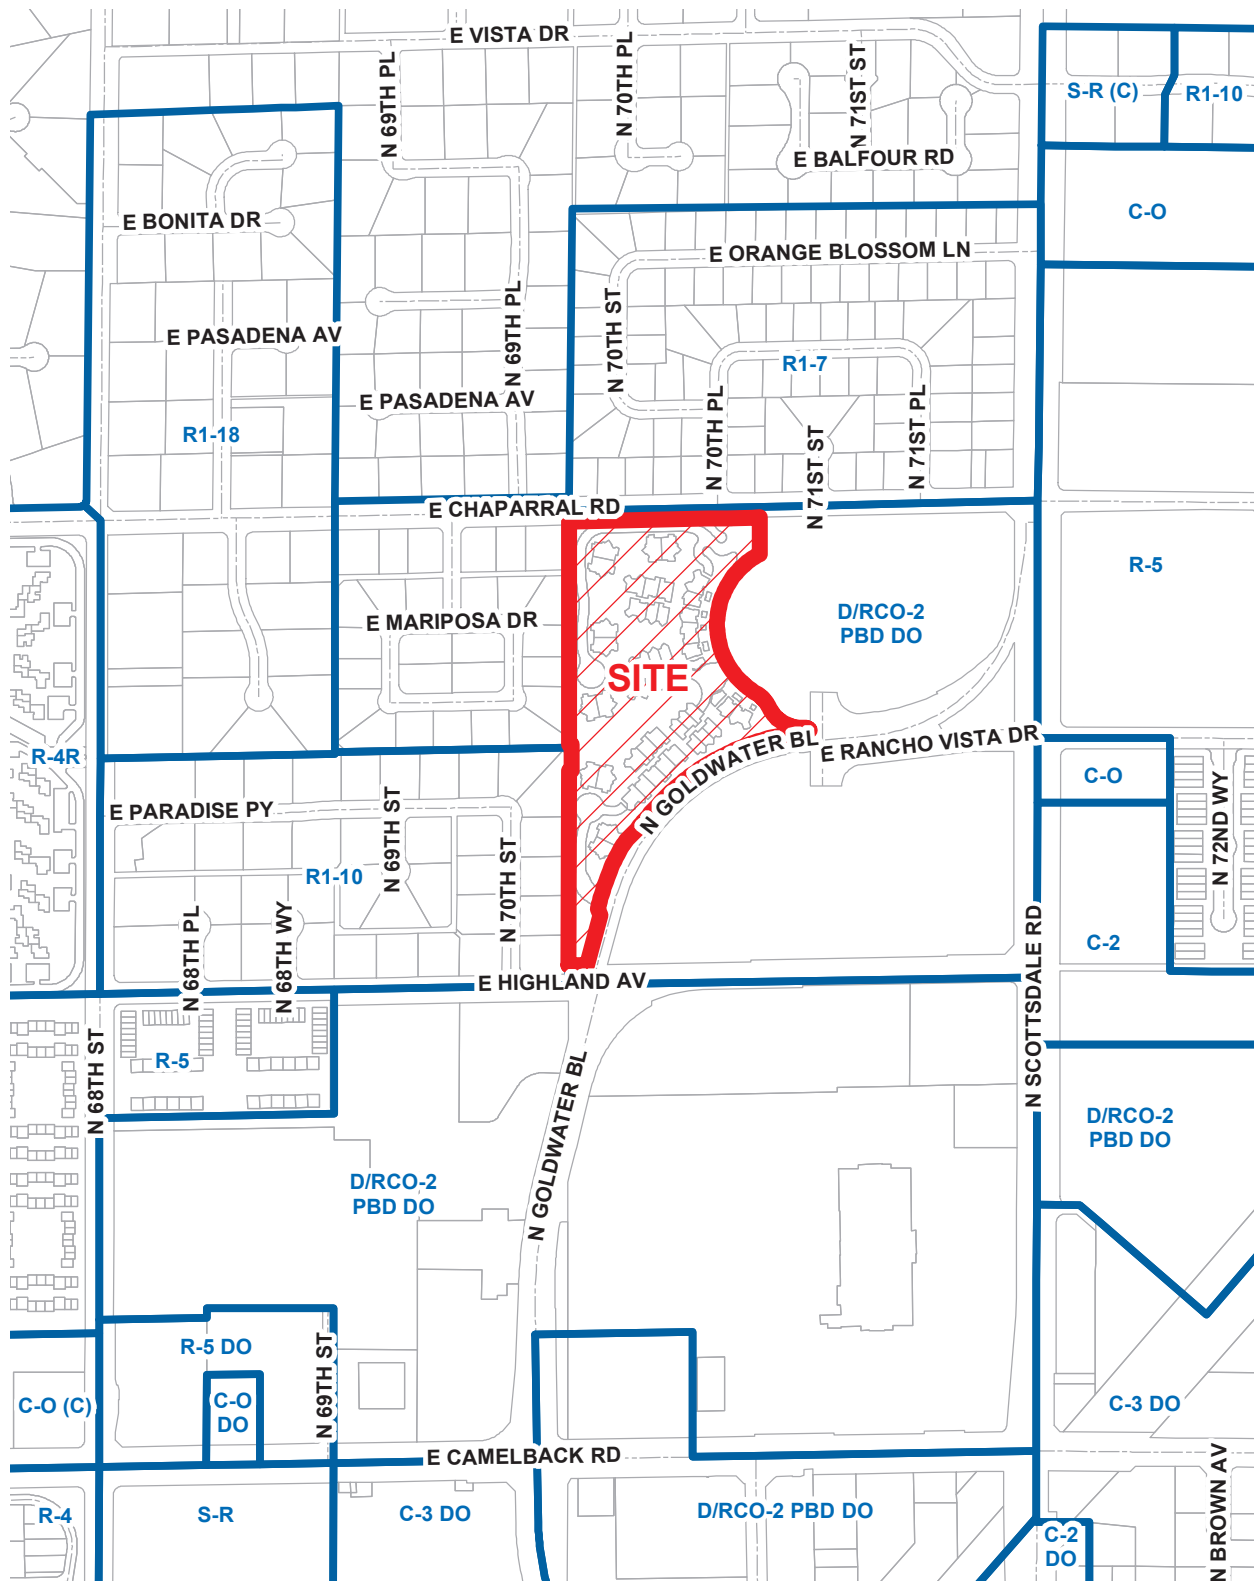 E VISTA DR
N 69TH PL
N 70TH PL
N 71ST ST
S-R (C)
R1-10
E BALFOUR RD
E BONITA DR
C-O
E ORANGE BLOSSOM LN
E PASADENA AV
N 69TH PL
N 70TH ST
R1-7
E PASADENA AV
N 70TH PL
N 71ST ST
N 71ST PL
R1-18
E CHAPARRAL RD
R-5
D/RCO-2
PBD DO
E MARIPOSA DR
SITE
R-4R
N GOLDWATER BL
E RANCHO VISTA DR
C-O
N 72ND WY
E PARADISE PY
N 69TH ST
N 70TH ST
R1-10
N 68TH PL
N 68TH WY
C-2
E HIGHLAND AV
N SCOTTSDALE RD
N 68TH ST
R-5
N GOLDWATER BL
D/RCO-2
PBD DO
D/RCO-2
PBD DO
R-5 DO
N 69TH ST
C-O (C)
C-O
DO
C-3 DO
E CAMELBACK RD
N BROWN AV
R-4
S-R
C-3 DO
D/RCO-2 PBD DO
C-2
DO